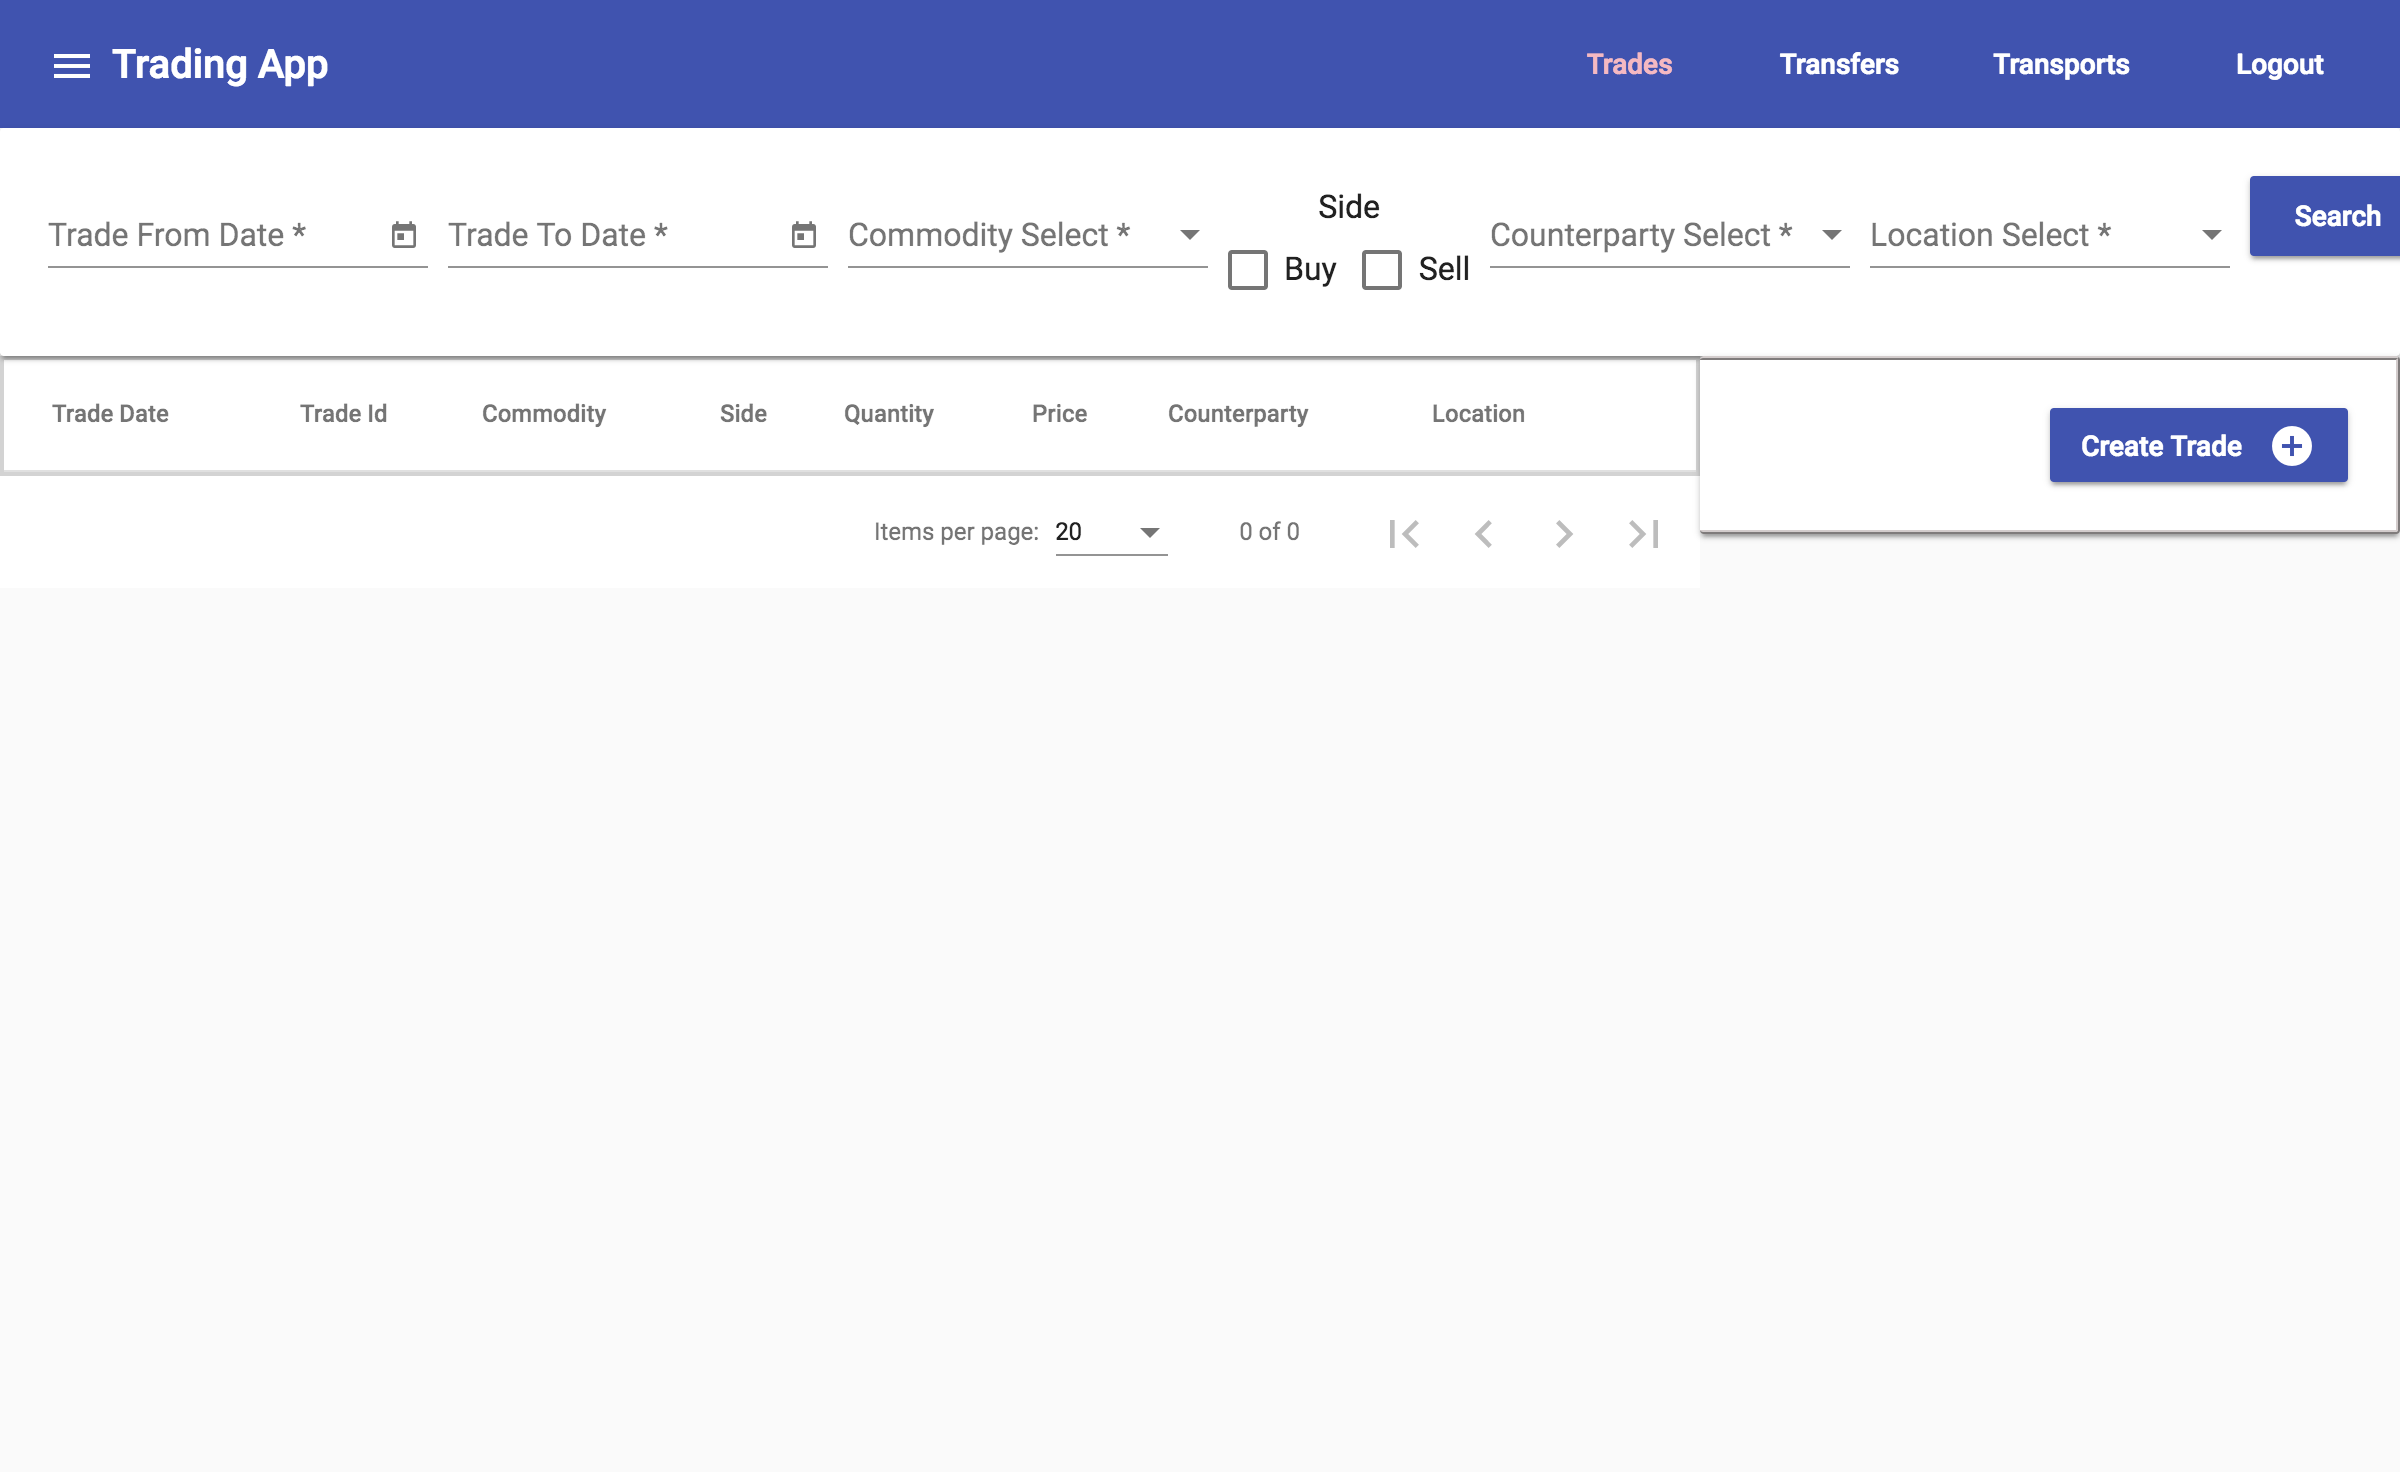 Trading App
Trades Transfers Transports Logout
Trade From Date *
Trade To Date *
Commodity Select *
Side
Buy Sell
Counterparty Select *
Location Select *
Search
Trade Date Trade Id Commodity Side Quantity Price Counterparty Location
Create Trade
Items per page: 20 0 of 0